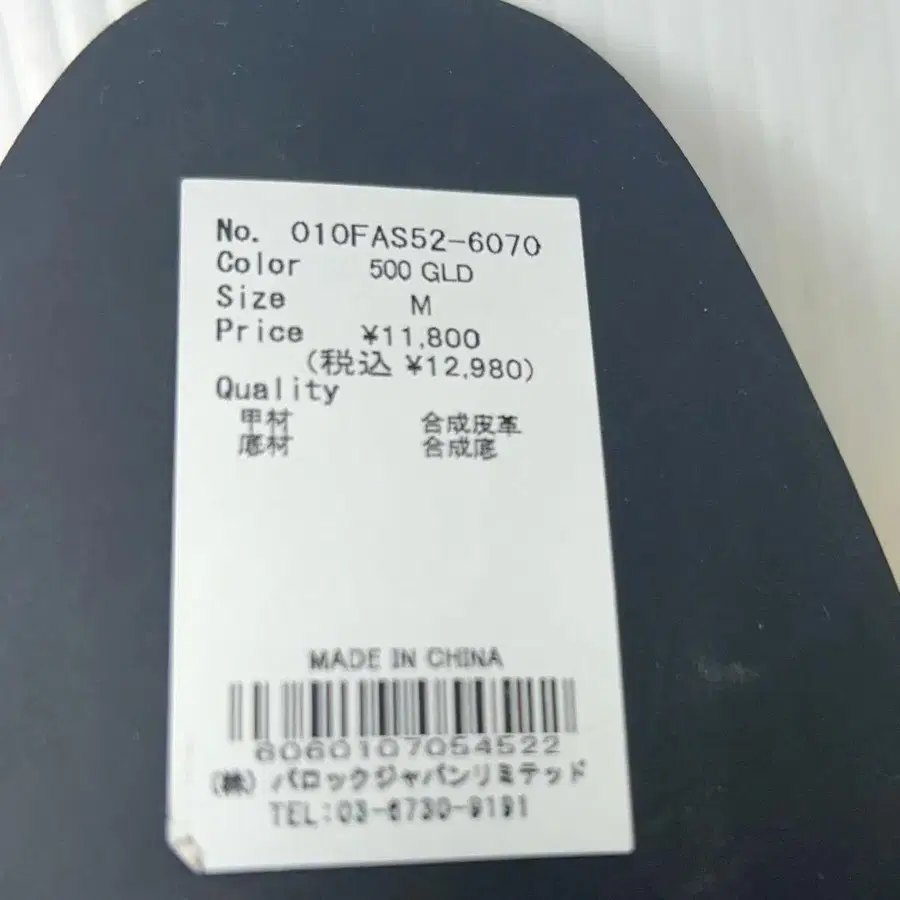 No. 010FAS52-6070
Color 500 GLD
Size M
Price ¥11,800
(税込 ¥12,980)
Quality
甲材 合成皮革
底材 合成底
MADE IN CHINA
6060107054522
(株) バロックジャパンリミテッド
TEL:03-6730-9191